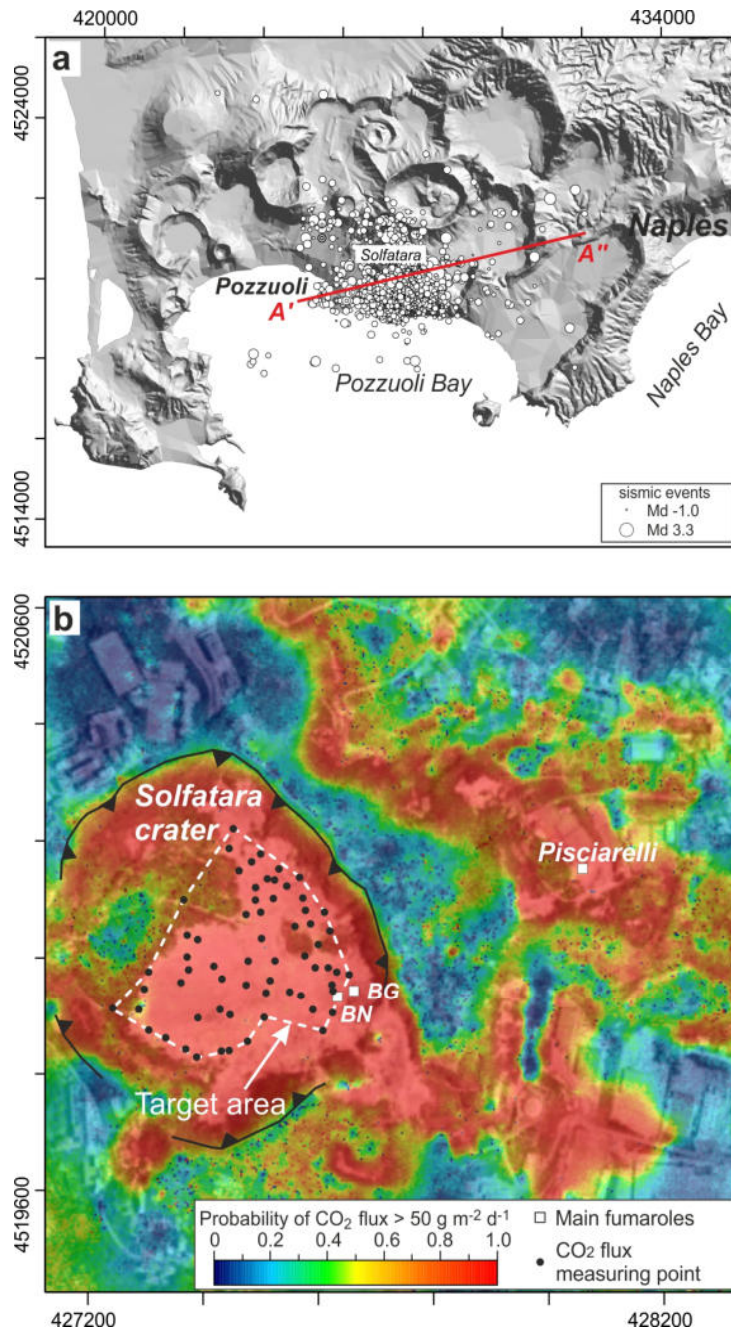 420000
434000
a
4524000
Naples
Solfatara
A"
Pozzuoli
A'
Naples Bay
Pozzuoli Bay
4514000
sismic events
Md -1.0
Md 3.3
b
4520600
Solfatara
crater
Pisciarelli
BG
BN
Target area
4519600
Probability of CO2 flux > 50 g m-2 d-1
0 0.2 0.4 0.6 0.8 1.0
Main fumaroles
CO2 flux
measuring point
427200
428200